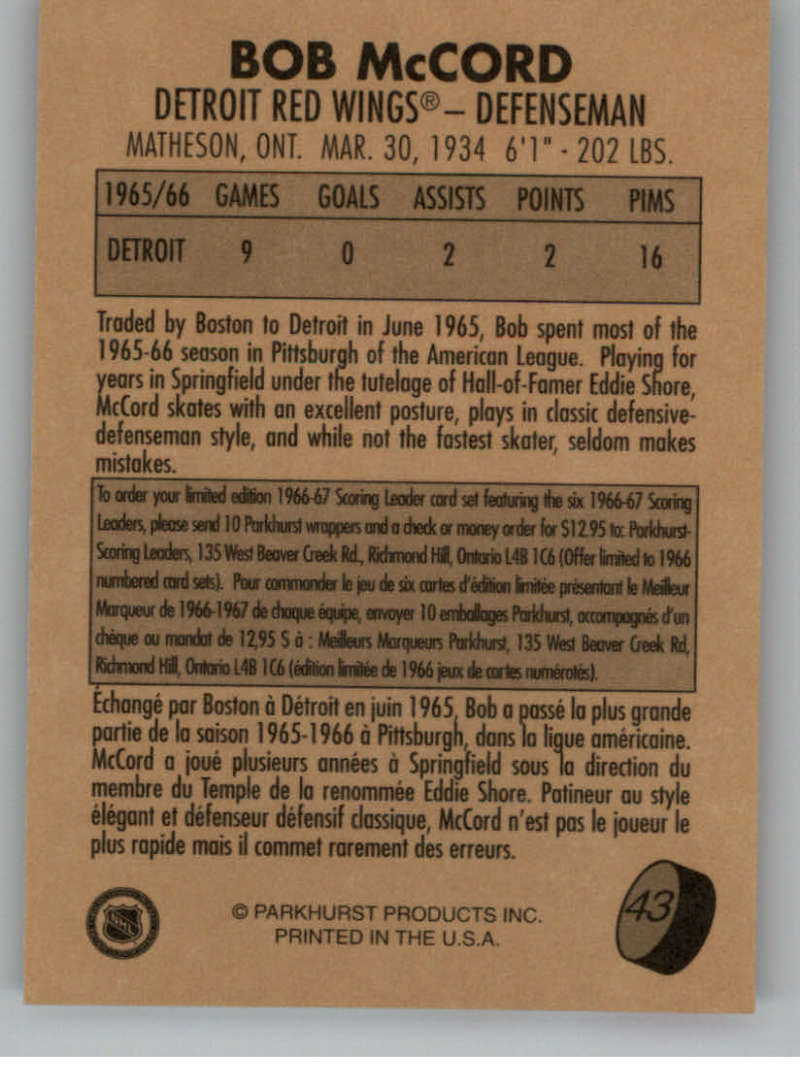 BOB McCORD
DETROIT RED WINGS® – DEFENSEMAN
MATHESON, ONT. MAR. 30, 1934 6'1" - 202 LBS.
1965/66 GAMES GOALS ASSISTS POINTS PIMS
DETROIT 9 0 2 2 16
Traded by Boston to Detroit in June 1965, Bob spent most of the
1965-66 season in Pittsburgh of the American League. Playing for
years in Springfield under the tutelage of Hall-of-Famer Eddie Shore,
McCord skates with an excellent posture, plays in classic defensive-
defenseman style, and while not the fastest skater, seldom makes
mistakes.
To order your limited edition 1966-67 Scoring Leader card set featuring the six 1966-67 Scoring
Leaders, please send 10 Parkhurst wrappers and a check or money order for $12.95 to: Parkhurst-
Scoring Leaders, 135 West Beaver Creek Rd., Richmond Hill, Ontario L4B 1C6 (Offer limited to 1966
numbered card sets). Pour commander le jeu de six cartes d'édition limitée présentant le Meilleur
Marqueur de 1966-1967 de chaque équipe, envoyer 10 emballages Parkhurst, accompagnés d'un
chèque ou mandat de 12,95 $ à : Meilleurs Marqueurs Parkhurst, 135 West Beaver Creek Rd,
Richmond Hill, Ontario L4B 1C6 (édition limitée de 1966 jeux de cartes numérotés).
Échangé par Boston à Détroit en juin 1965, Bob a passé la plus grande
partie de la saison 1965-1966 à Pittsburgh, dans la ligue américaine.
McCord a joué plusieurs années à Springfield sous la direction du
membre du Temple de la renommée Eddie Shore. Patineur au style
élégant et défenseur défensif classique, McCord n'est pas le joueur le
plus rapide mais il commet rarement des erreurs.
NHL
© PARKHURST PRODUCTS INC.
PRINTED IN THE U.S.A.
43